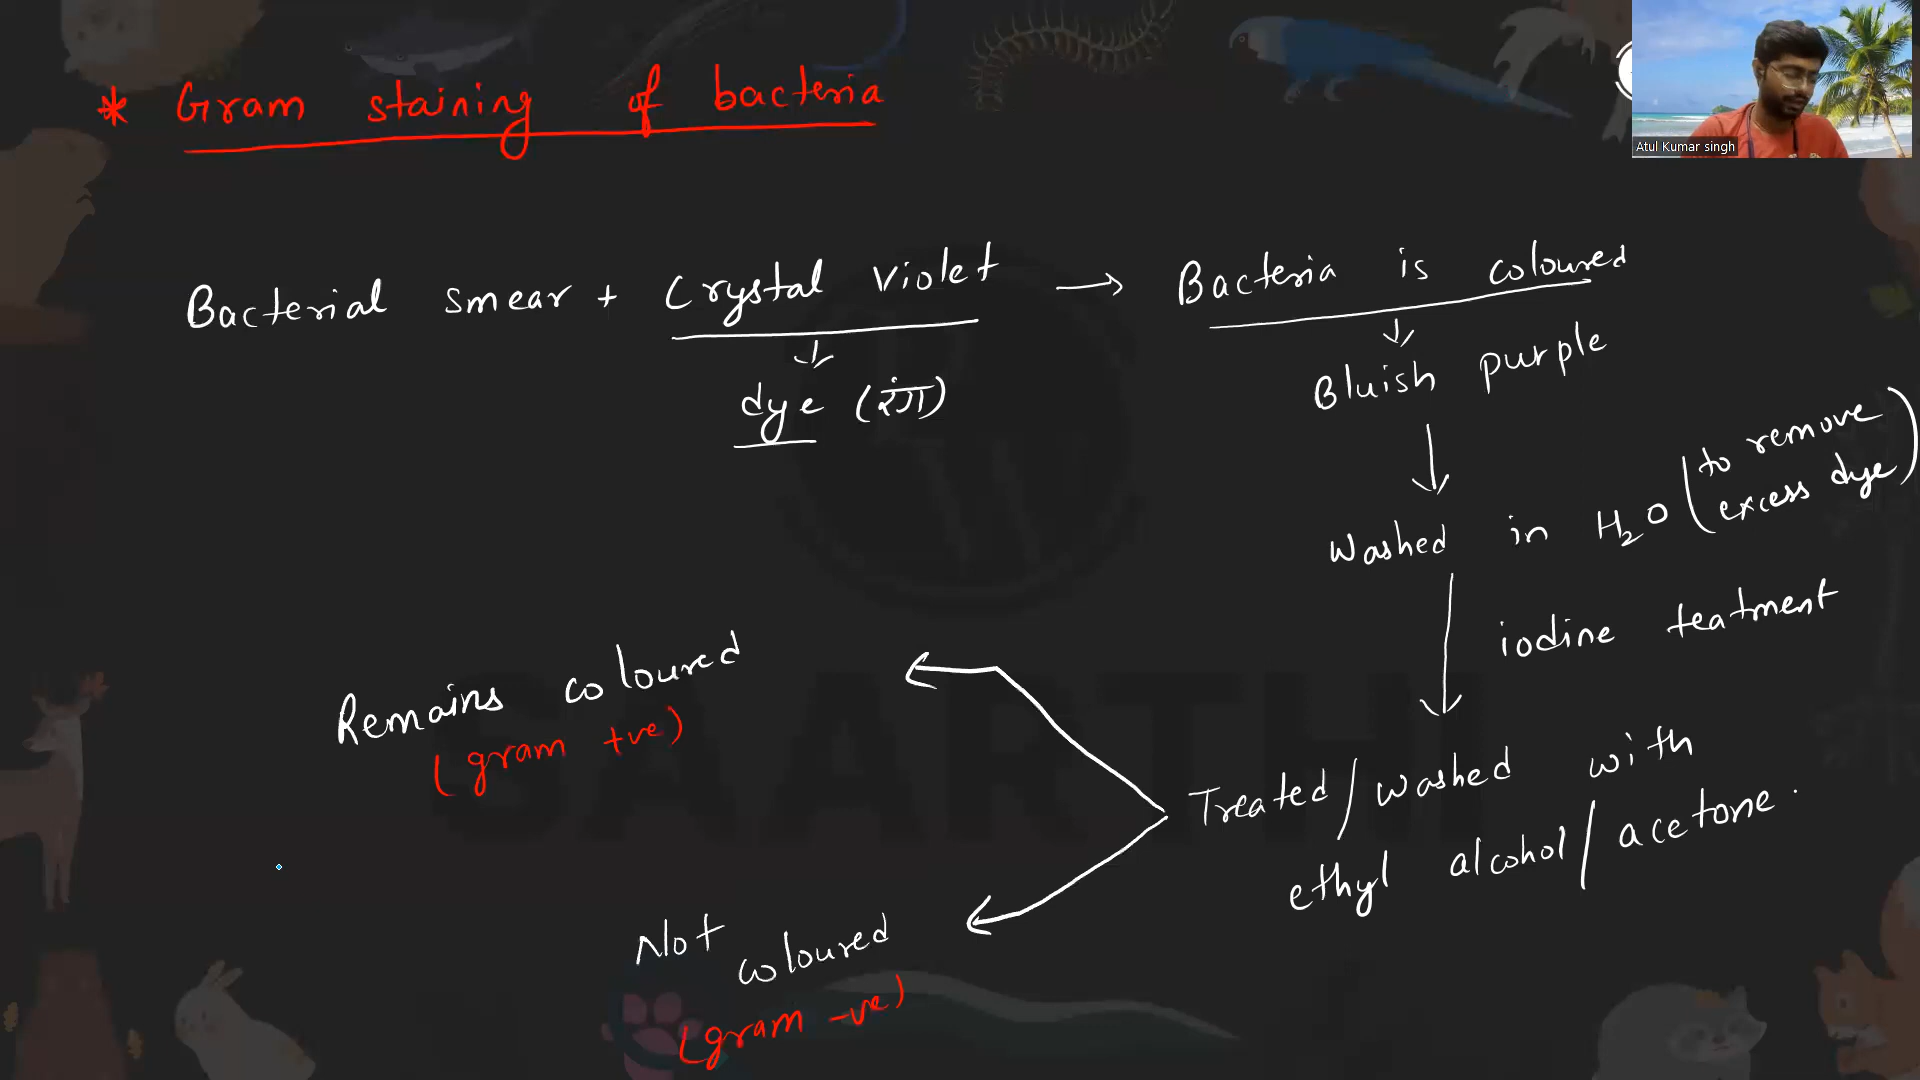 * Gram staining of bacteria
Atul Kumar singh
Bacterial smear + Crystal violet → Bacteria is coloured
↓
dye (रंग)
↓
Bluish purple
↓
Washed in H₂O (to remove
excess dye)
↓ iodine teatment
Treated/washed with
ethyl alcohol/acetone.
Remains coloured
(gram +ve)
Not coloured
(gram -ve)
SAARTHI